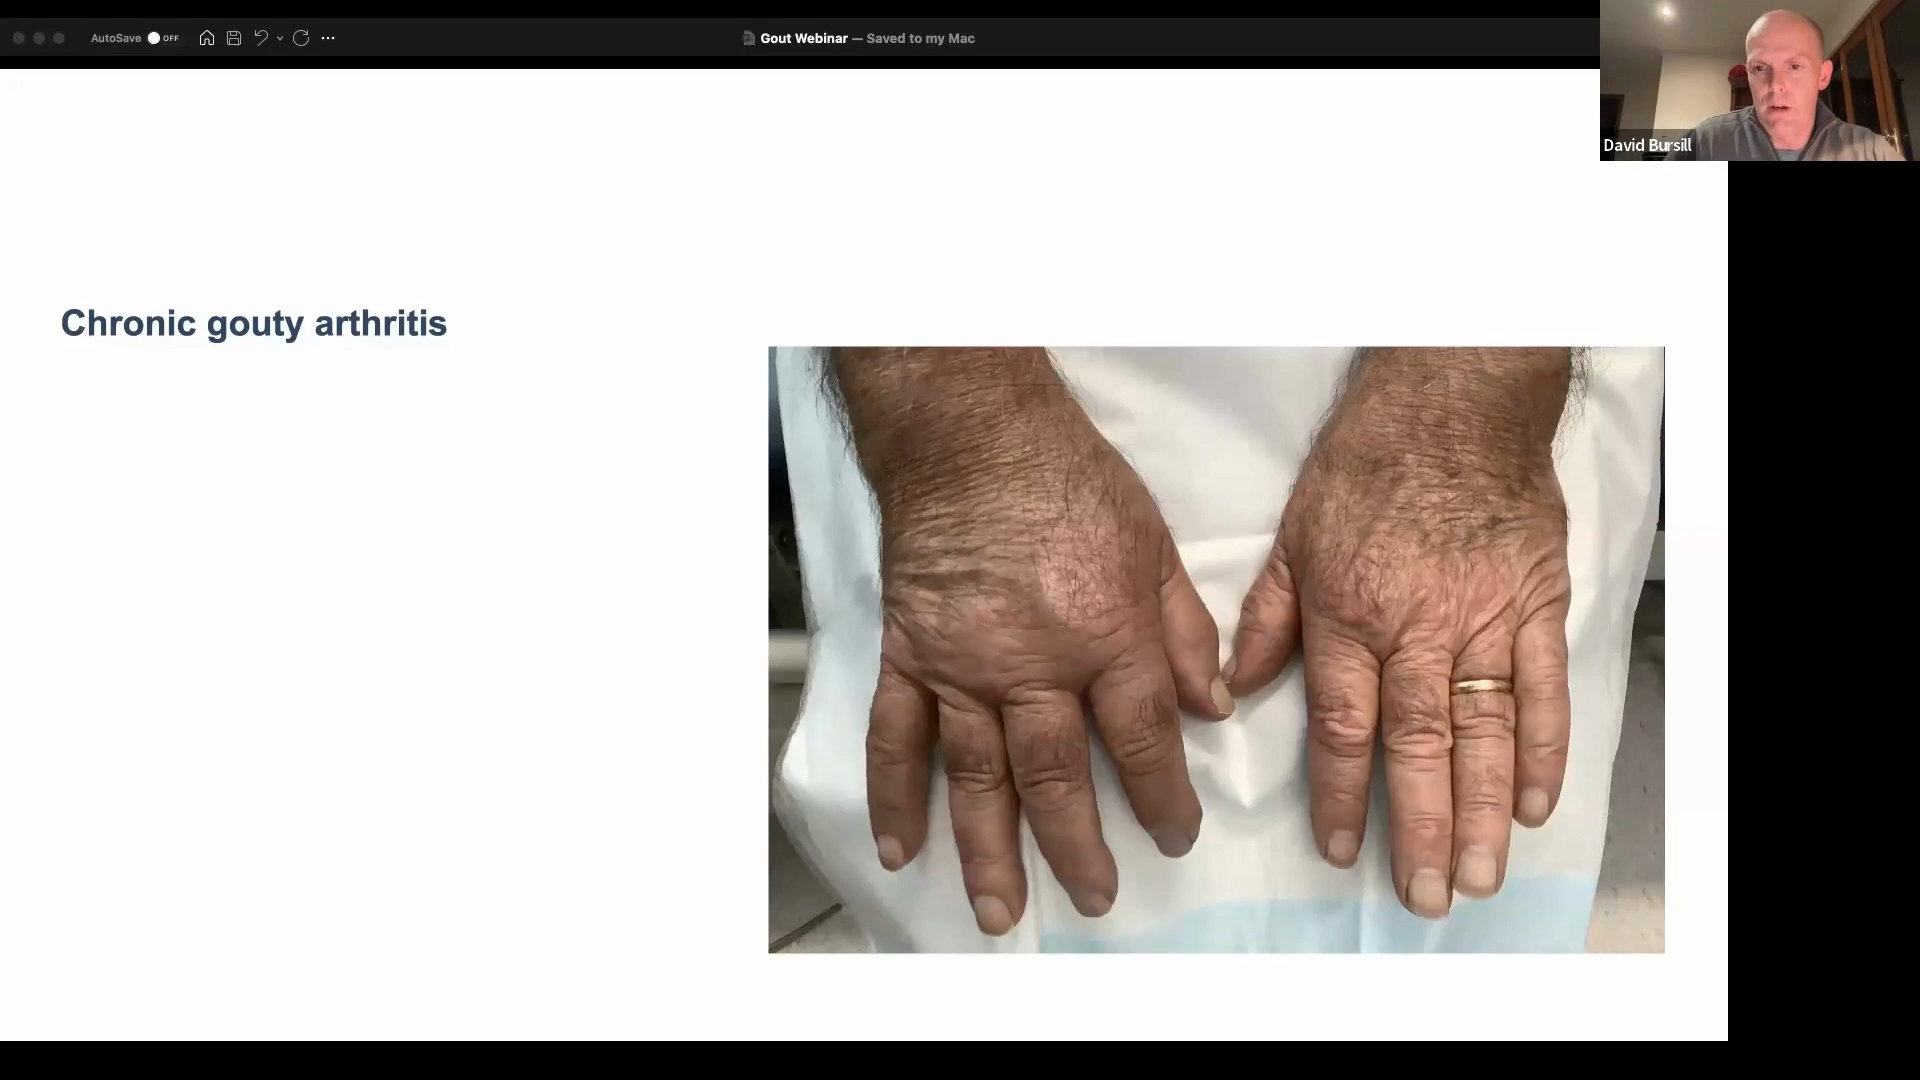 AutoSave OFF
Gout Webinar — Saved to my Mac
David Bursill
Chronic gouty arthritis